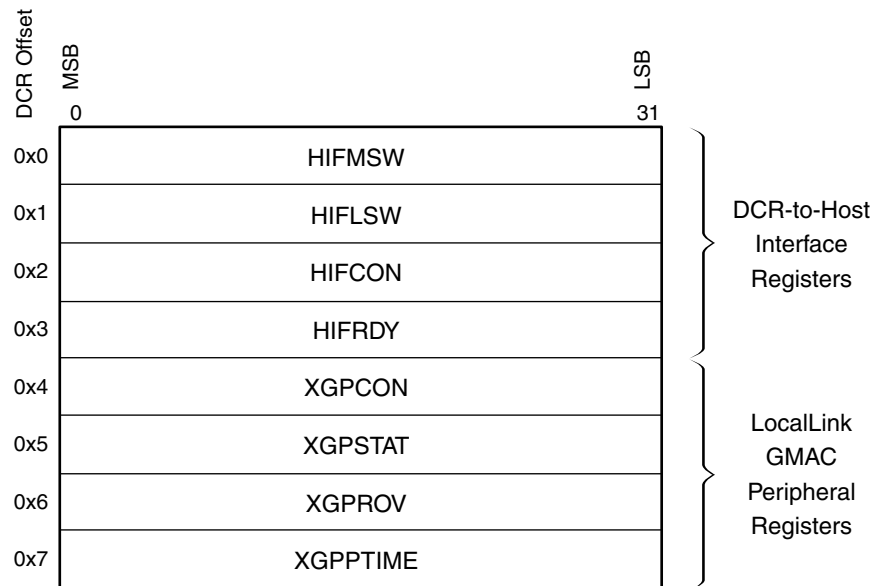 DCR Offset
MSB
LSB
0
31
0x0
HIFMSW
0x1
HIFLSW
0x2
HIFCON
0x3
HIFRDY
DCR-to-Host
Interface
Registers
0x4
XGPCON
0x5
XGPSTAT
0x6
XGPROV
0x7
XGPPTIME
LocalLink
GMAC
Peripheral
Registers